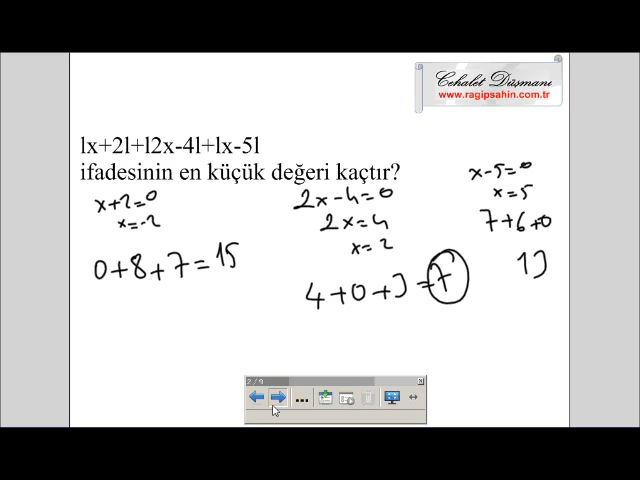 Cehalet Düşmanı
www.ragipsahin.com.tr
lx+2l+l2x-4l+lx-5l
ifadesinin en küçük değeri kaçtır?
x+2=0
x=-2
0+8+7=15
2x-4=0
2x=4
x=2
4+0+3=7
x-5=0
x=5
7+6+0
13
2 / 9